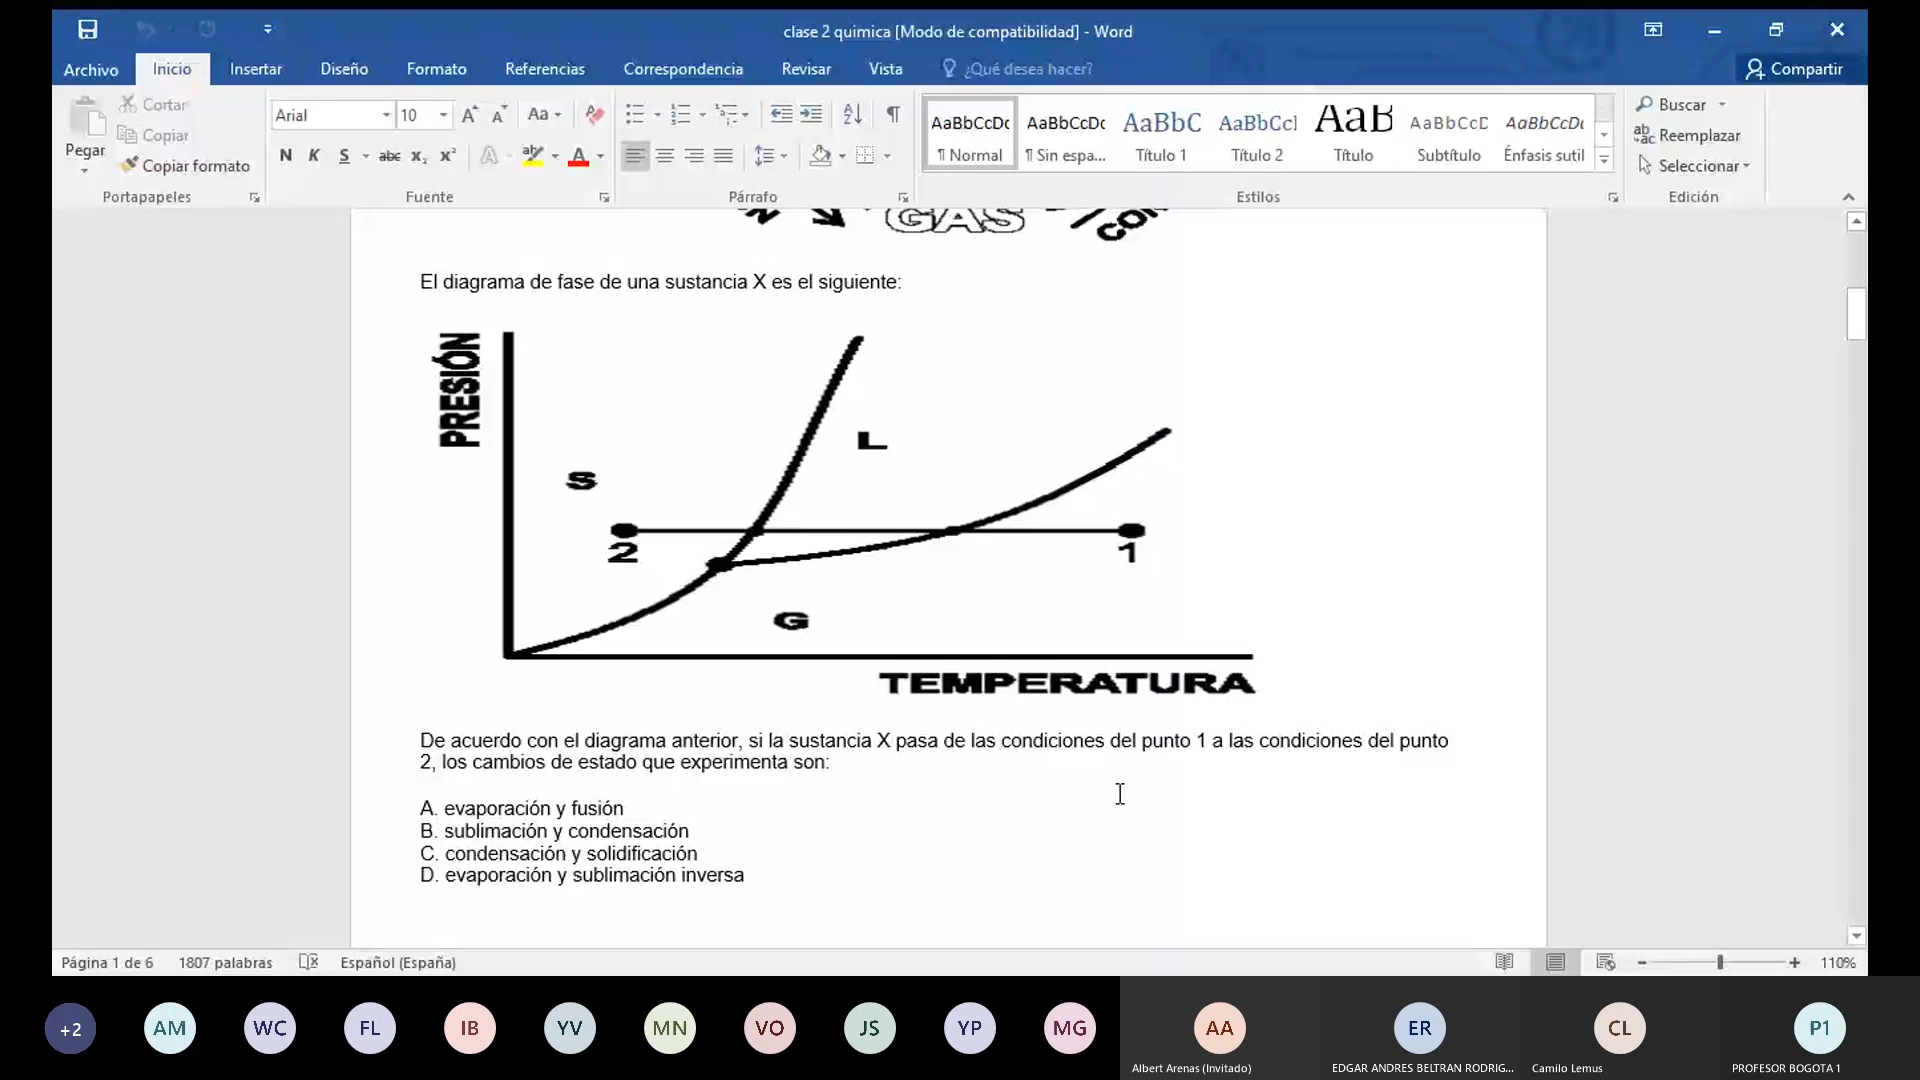 clase 2 quimica [Modo de compatibilidad] - Word
Archivo Inicio Insertar Diseño Formato Referencias Correspondencia Revisar Vista ¿Qué desea hacer? Compartir
Pegar
Cortar
Copiar
Copiar formato
Portapapeles
Arial 10 Aa
N K S abc x₂ x² A ab A
Fuente
Párrafo
AaBbCcDc AaBbCcDc AaBbC AaBbCcl AaB AaBbCcD AaBbCcDc
¶ Normal ¶ Sin espa... Título 1 Título 2 Título Subtítulo Énfasis sutil
Estilos
Buscar
Reemplazar
Seleccionar
Edición
GAS
El diagrama de fase de una sustancia X es el siguiente:
PRESIÓN
L
S
2
1
G
TEMPERATURA
De acuerdo con el diagrama anterior, si la sustancia X pasa de las condiciones del punto 1 a las condiciones del punto
2, los cambios de estado que experimenta son:
A. evaporación y fusión
B. sublimación y condensación
C. condensación y solidificación
D. evaporación y sublimación inversa
Página 1 de 6 1807 palabras Español (España) 110%
+2 AM WC FL IB YV MN VO JS YP MG AA ER CL P1
Albert Arenas (Invitado) EDGAR ANDRES BELTRAN RODRIG... Camilo Lemus PROFESOR BOGOTA 1